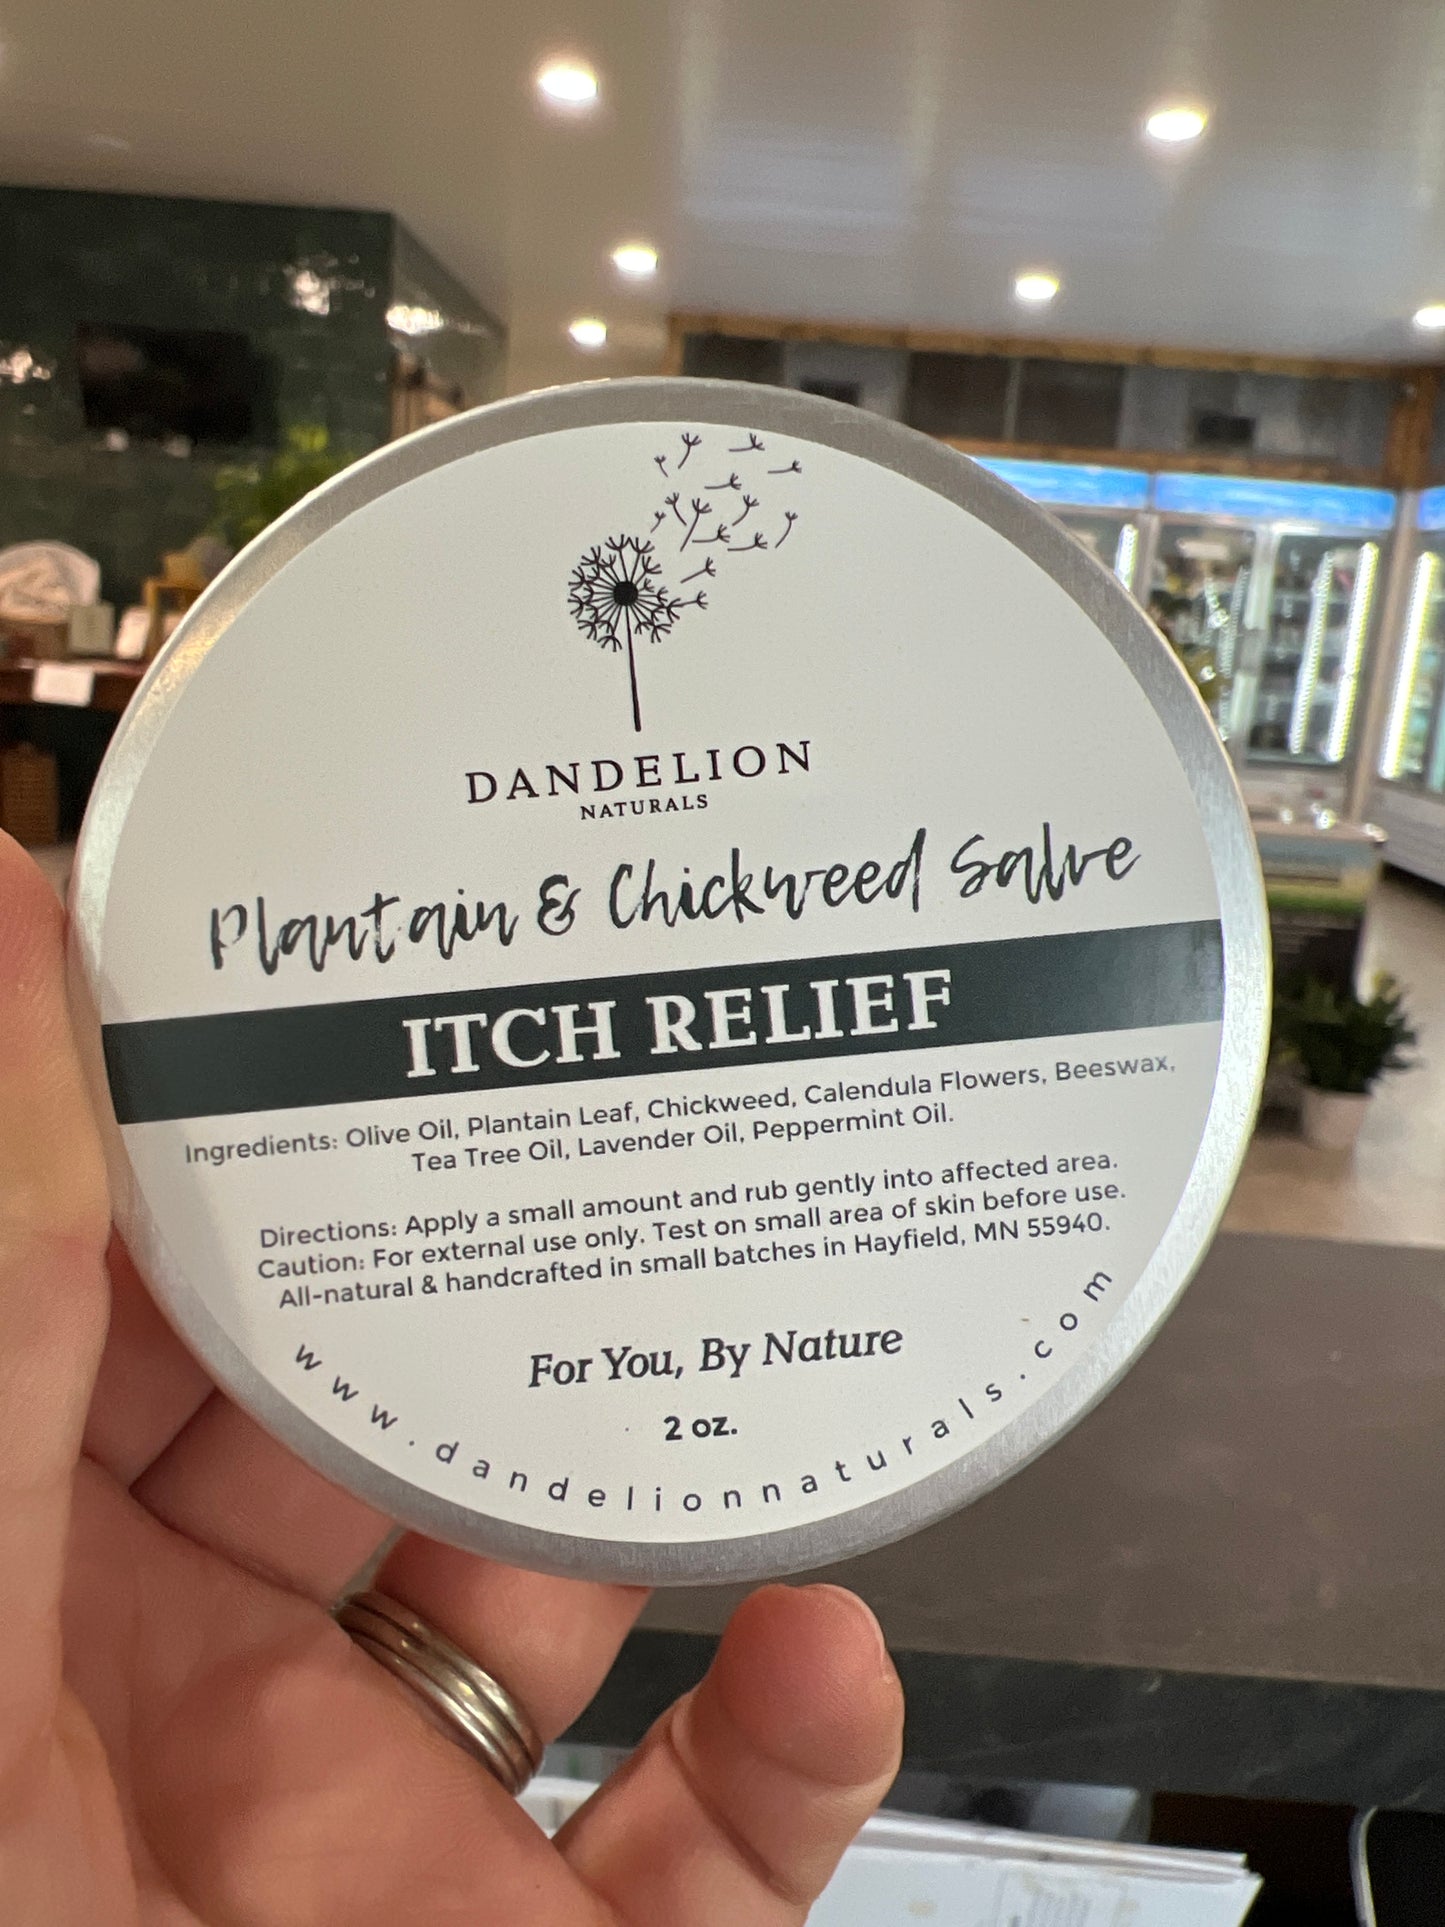 DANDELION
NATURALS
Plantain & Chickweed Salve
ITCH RELIEF
Ingredients: Olive Oil, Plantain Leaf, Chickweed, Calendula Flowers, Beeswax,
Tea Tree Oil, Lavender Oil, Peppermint Oil.
Directions: Apply a small amount and rub gently into affected area.
Caution: For external use only. Test on small area of skin before use.
All-natural & handcrafted in small batches in Hayfield, MN 55940.
For You, By Nature
2 oz.
www.dandelionnaturals.com